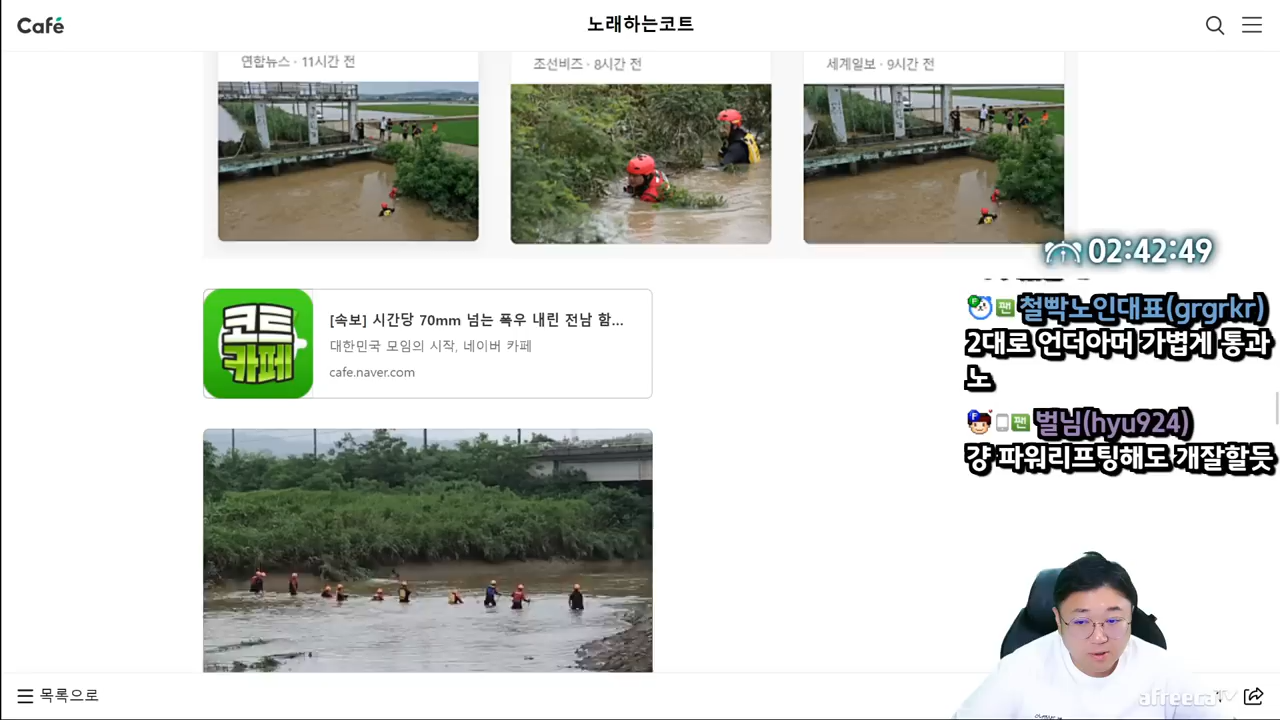 Café
노래하는코트
연합뉴스 · 11시간 전
조선비즈 · 8시간 전
세계일보 · 9시간 전
02:42:49
코트
카페
[속보] 시간당 70mm 넘는 폭우 내린 전남 함...
대한민국 모임의 시작, 네이버 카페
cafe.naver.com
F 팬 철빡노인대표(grgrkr)
2대로 언더아머 가볍게 통과
노
F 팬 벌님(hyu924)
걍 파워리프팅해도 개잘할듯
목록으로
afreecaTV